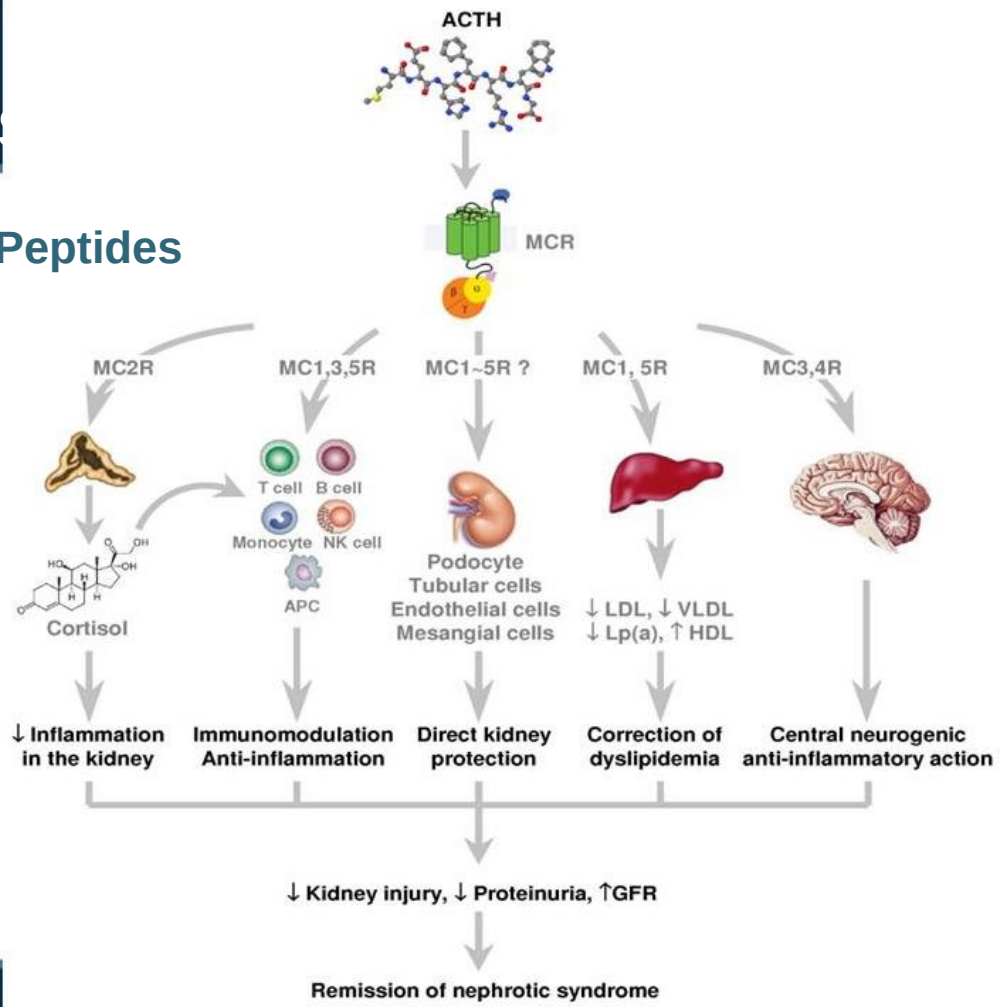 ACTH
Peptides
MCR
β
α
γ
MC2R
MC1,3,5R
MC1~5R ?
MC1, 5R
MC3,4R
T cell
B cell
Monocyte
NK cell
APC
O
OH
HO
OH
H
H
H
O
Cortisol
Podocyte
Tubular cells
Endothelial cells
Mesangial cells
↓ LDL, ↓ VLDL
↓ Lp(a), ↑ HDL
↓ Inflammation
in the kidney
Immunomodulation
Anti-inflammation
Direct kidney
protection
Correction of
dyslipidemia
Central neurogenic
anti-inflammatory action
↓ Kidney injury, ↓ Proteinuria, ↑GFR
Remission of nephrotic syndrome